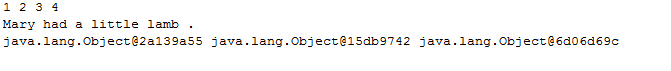 1 2 3 4
Mary had a little lamb .
java.lang.Object@2a139a55 java.lang.Object@15db9742 java.lang.Object@6d06d69c